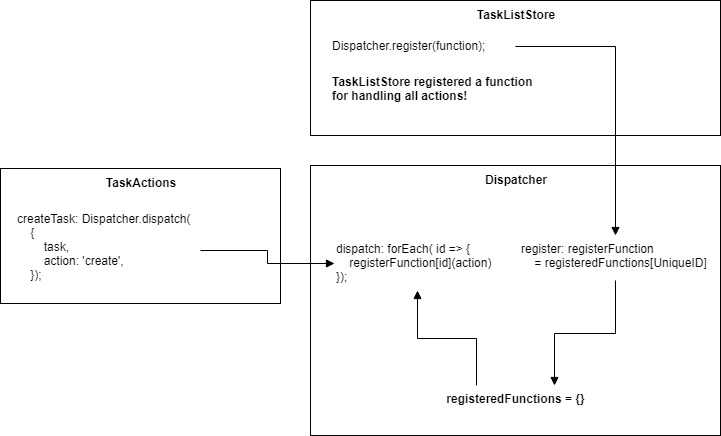 TaskListStore
Dispatcher.register(function);
TaskListStore registered a function
for handling all actions!
TaskActions
createTask: Dispatcher.dispatch(
{
task,
action: 'create',
});
Dispatcher
dispatch: forEach( id => {
registerFunction[id](action)
});
register: registerFunction
= registeredFunctions[UniqueID]
registeredFunctions = {}